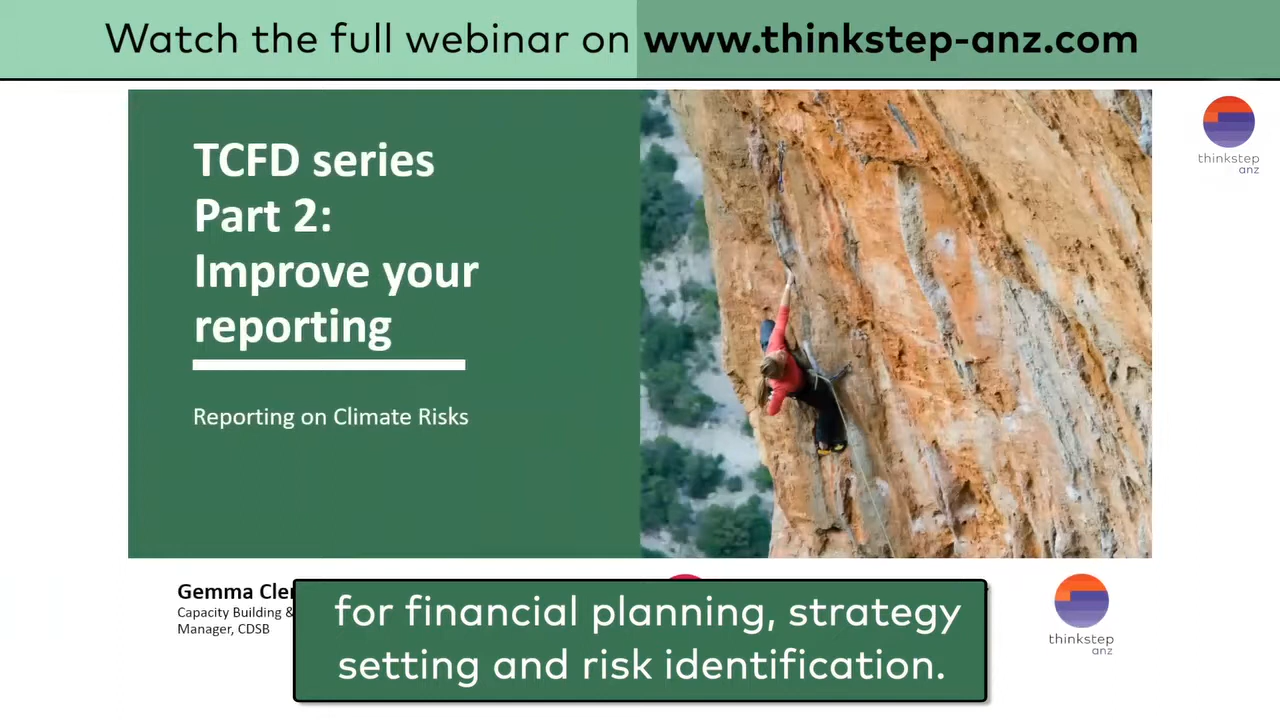 Watch the full webinar on www.thinkstep-anz.com
thinkstep
anz
TCFD series
Part 2:
Improve your
reporting
Reporting on Climate Risks
Gemma
Capacity Building &
Manager, CDSB
for financial planning, strategy
setting and risk identification.
thinkstep
anz